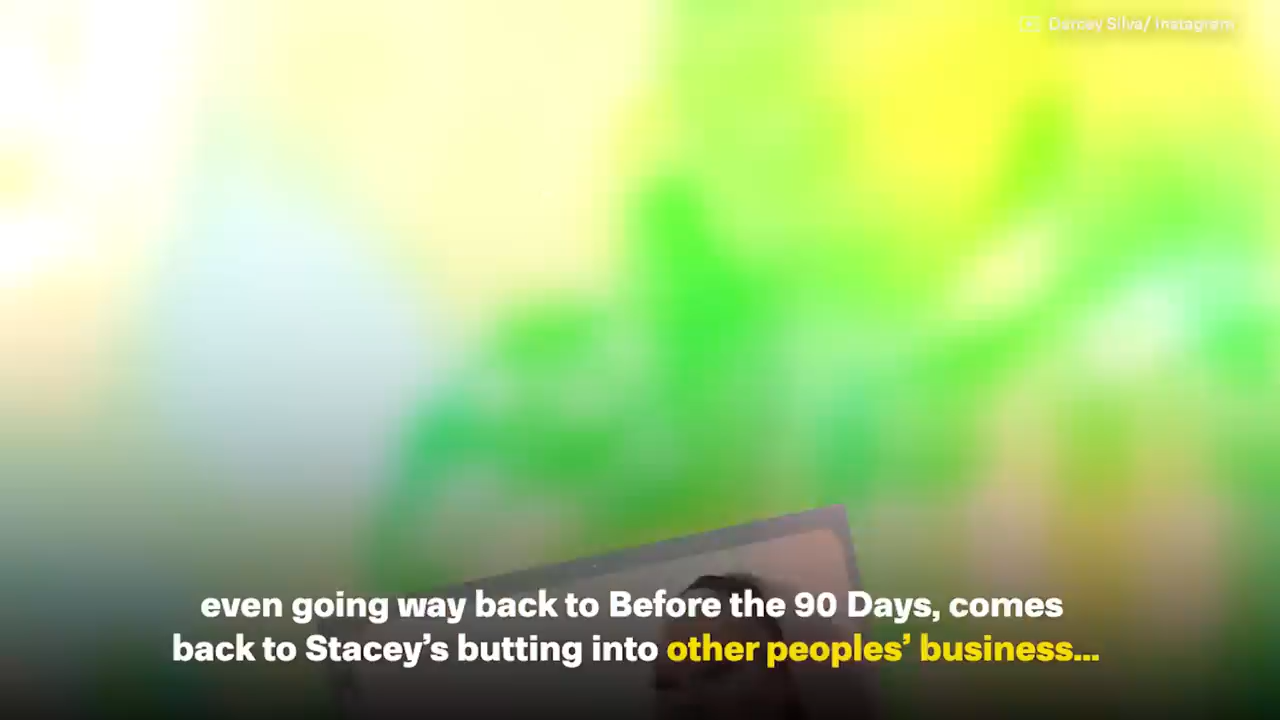 Darcey Silva/ Instagram
even going way back to Before the 90 Days, comes
back to Stacey’s butting into other peoples’ business...